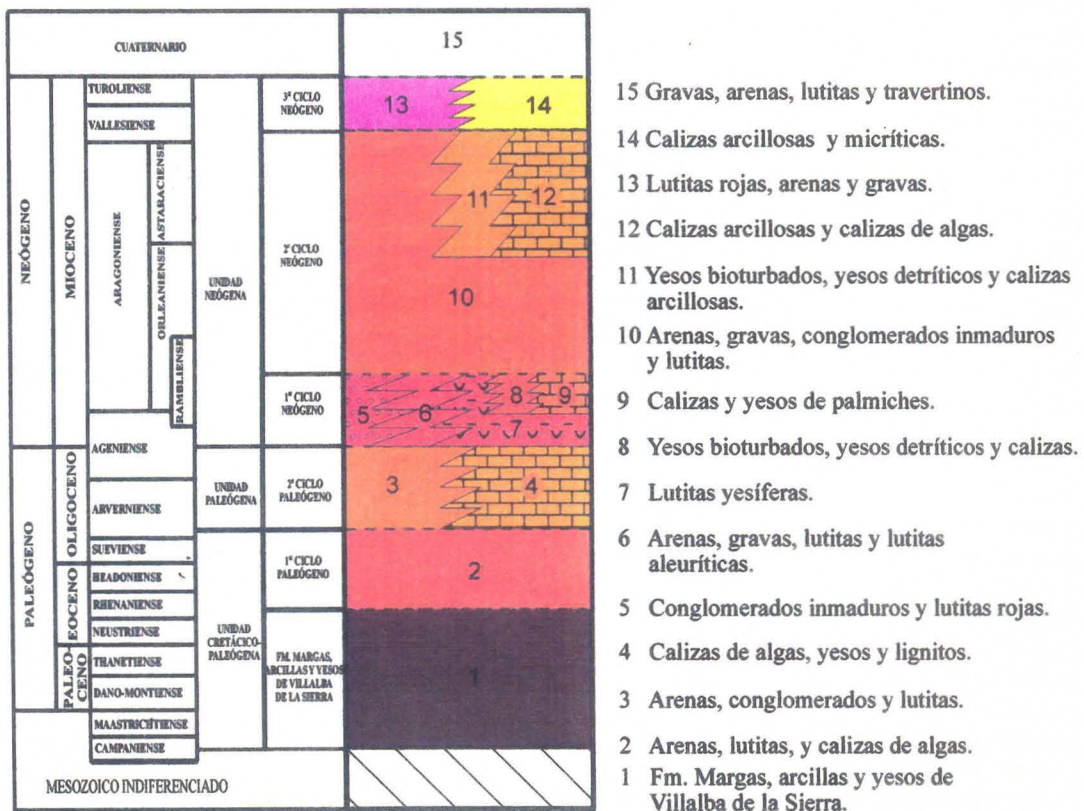 CUATERNARIO
15
NEÓGENO
MIOCENO
TUROLIENSE
VALLESIENSE
ARAGONIENSE
ASTARACIENSE
ORLEANIENSE
RAMBLIENSE
AGENIENSE
UNIDAD
NEÓGENA
3º CICLO
NEÓGENO
2º CICLO
NEÓGENO
1º CICLO
NEÓGENO
13
14
11
12
10
5
6
8
9
7
PALEÓGENO
OLIGOCENO
EOCENO
PALEO-
CENO
ARVERNIENSE
SUEVIENSE
HEADONIENSE
RHENANIENSE
NEUSTRIENSE
THANETIENSE
DANO-MONTIENSE
MAASTRICHTIENSE
CAMPANIENSE
UNIDAD
PALEÓGENA
2º CICLO
PALEÓGENO
3
4
UNIDAD
CRETÁCICO-
PALEÓGENA
1º CICLO
PALEÓGENO
2
FM. MARGAS,
ARCILLAS Y YESOS
DE VILLALBA
DE LA SIERRA
1
MESOZOICO INDIFERENCIADO
15 Gravas, arenas, lutitas y travertinos.
14 Calizas arcillosas y micríticas.
13 Lutitas rojas, arenas y gravas.
12 Calizas arcillosas y calizas de algas.
11 Yesos bioturbados, yesos detríticos y calizas
arcillosas.
10 Arenas, gravas, conglomerados inmaduros
y lutitas.
9 Calizas y yesos de palmiches.
8 Yesos bioturbados, yesos detríticos y calizas.
7 Lutitas yesíferas.
6 Arenas, gravas, lutitas y lutitas
aleuríticas.
5 Conglomerados inmaduros y lutitas rojas.
4 Calizas de algas, yesos y lignitos.
3 Arenas, conglomerados y lutitas.
2 Arenas, lutitas, y calizas de algas.
1 Fm. Margas, arcillas y yesos de
Villalba de la Sierra.